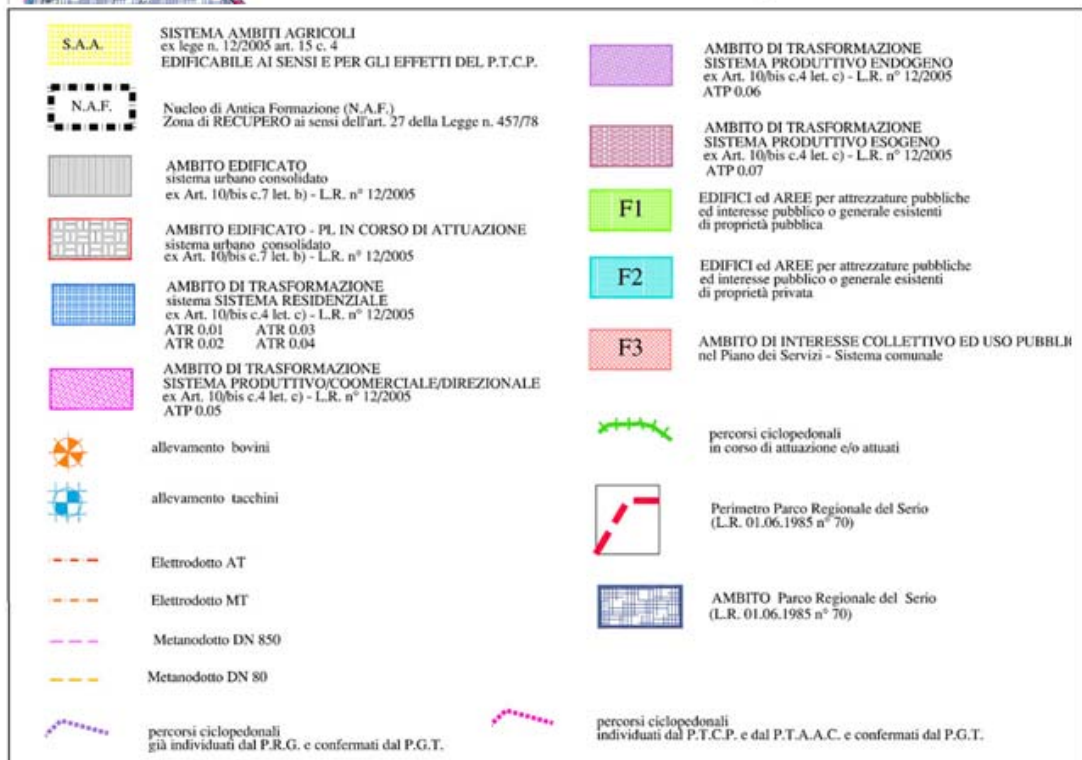 S.A.A.
SISTEMA AMBITI AGRICOLI
ex lege n. 12/2005 art. 15 c. 4
EDIFICABILE AI SENSI E PER GLI EFFETTI DEL P.T.C.P.
N.A.F.
Nucleo di Antica Formazione (N.A.F.)
Zona di RECUPERO ai sensi dell'art. 27 della Legge n. 457/78
AMBITO EDIFICATO
sistema urbano consolidato
ex Art. 10/bis c.7 let. b) - L.R. n° 12/2005
AMBITO EDIFICATO - PL IN CORSO DI ATTUAZIONE
sistema urbano consolidato
ex Art. 10/bis c.7 let. b) - L.R. n° 12/2005
AMBITO DI TRASFORMAZIONE
sistema SISTEMA RESIDENZIALE
ex Art. 10/bis c.4 let. c) - L.R. n° 12/2005
ATR 0.01 ATR 0.03
ATR 0.02 ATR 0.04
AMBITO DI TRASFORMAZIONE
SISTEMA PRODUTTIVO/COOMERCIALE/DIREZIONALE
ex Art. 10/bis c.4 let. c) - L.R. n° 12/2005
ATP 0.05
allevamento bovini
allevamento tacchini
Elettrodotto AT
Elettrodotto MT
Metanodotto DN 850
Metanodotto DN 80
percorsi ciclopedonali
già individuati dal P.R.G. e confermati dal P.G.T.
AMBITO DI TRASFORMAZIONE
SISTEMA PRODUTTIVO ENDOGENO
ex Art. 10/bis c.4 let. c) - L.R. n° 12/2005
ATP 0.06
AMBITO DI TRASFORMAZIONE
SISTEMA PRODUTTIVO ESOGENO
ex Art. 10/bis c.4 let. c) - L.R. n° 12/2005
ATP 0.07
F1
EDIFICI ed AREE per attrezzature pubbliche
ed interesse pubblico o generale esistenti
di proprietà pubblica
F2
EDIFICI ed AREE per attrezzature pubbliche
ed interesse pubblico o generale esistenti
di proprietà privata
F3
AMBITO DI INTERESSE COLLETTIVO ED USO PUBBLI
nel Piano dei Servizi - Sistema comunale
percorsi ciclopedonali
in corso di attuazione e/o attuati
Perimetro Parco Regionale del Serio
(L.R. 01.06.1985 n° 70)
AMBITO Parco Regionale del Serio
(L.R. 01.06.1985 n° 70)
percorsi ciclopedonali
individuati dal P.T.C.P. e dal P.T.A.A.C. e confermati dal P.G.T.